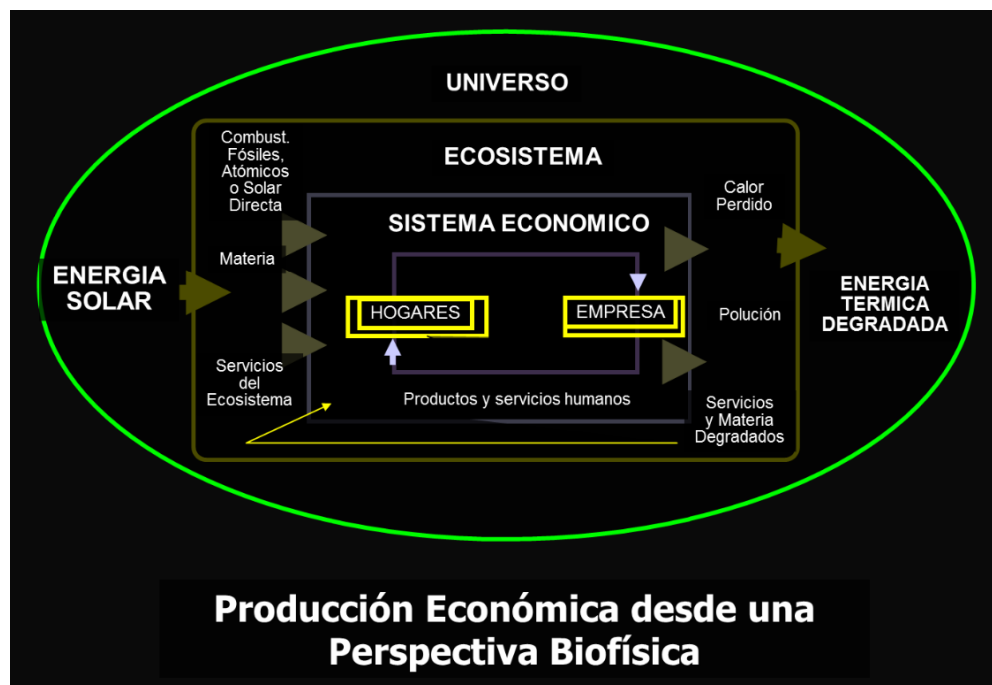 UNIVERSO
Combust.
Fósiles,
Atómicos
o Solar
Directa
ECOSISTEMA
Calor
Perdido
SISTEMA ECONOMICO
Materia
ENERGIA
SOLAR
HOGARES
EMPRESA
Polución
ENERGIA
TERMICA
DEGRADADA
Servicios
del
Ecosistema
Productos y servicios humanos
Servicios
y Materia
Degradados
Producción Económica desde una
Perspectiva Biofísica